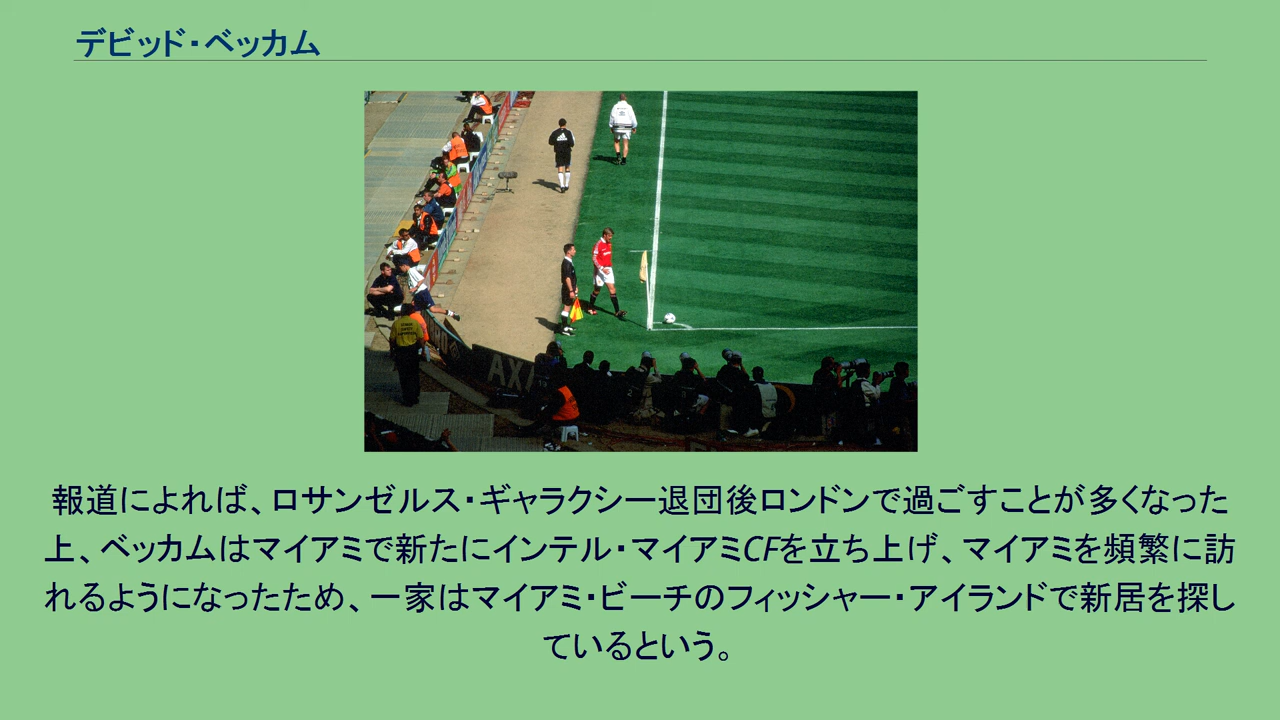 デビッド・ベッカム
AX
報道によれば、ロサンゼルス・ギャラクシー退団後ロンドンで過ごすことが多くなった
上、ベッカムはマイアミで新たにインテル・マイアミCFを立ち上げ、マイアミを頻繁に訪
れるようになったため、一家はマイアミ・ビーチのフィッシャー・アイランドで新居を探し
ているという。